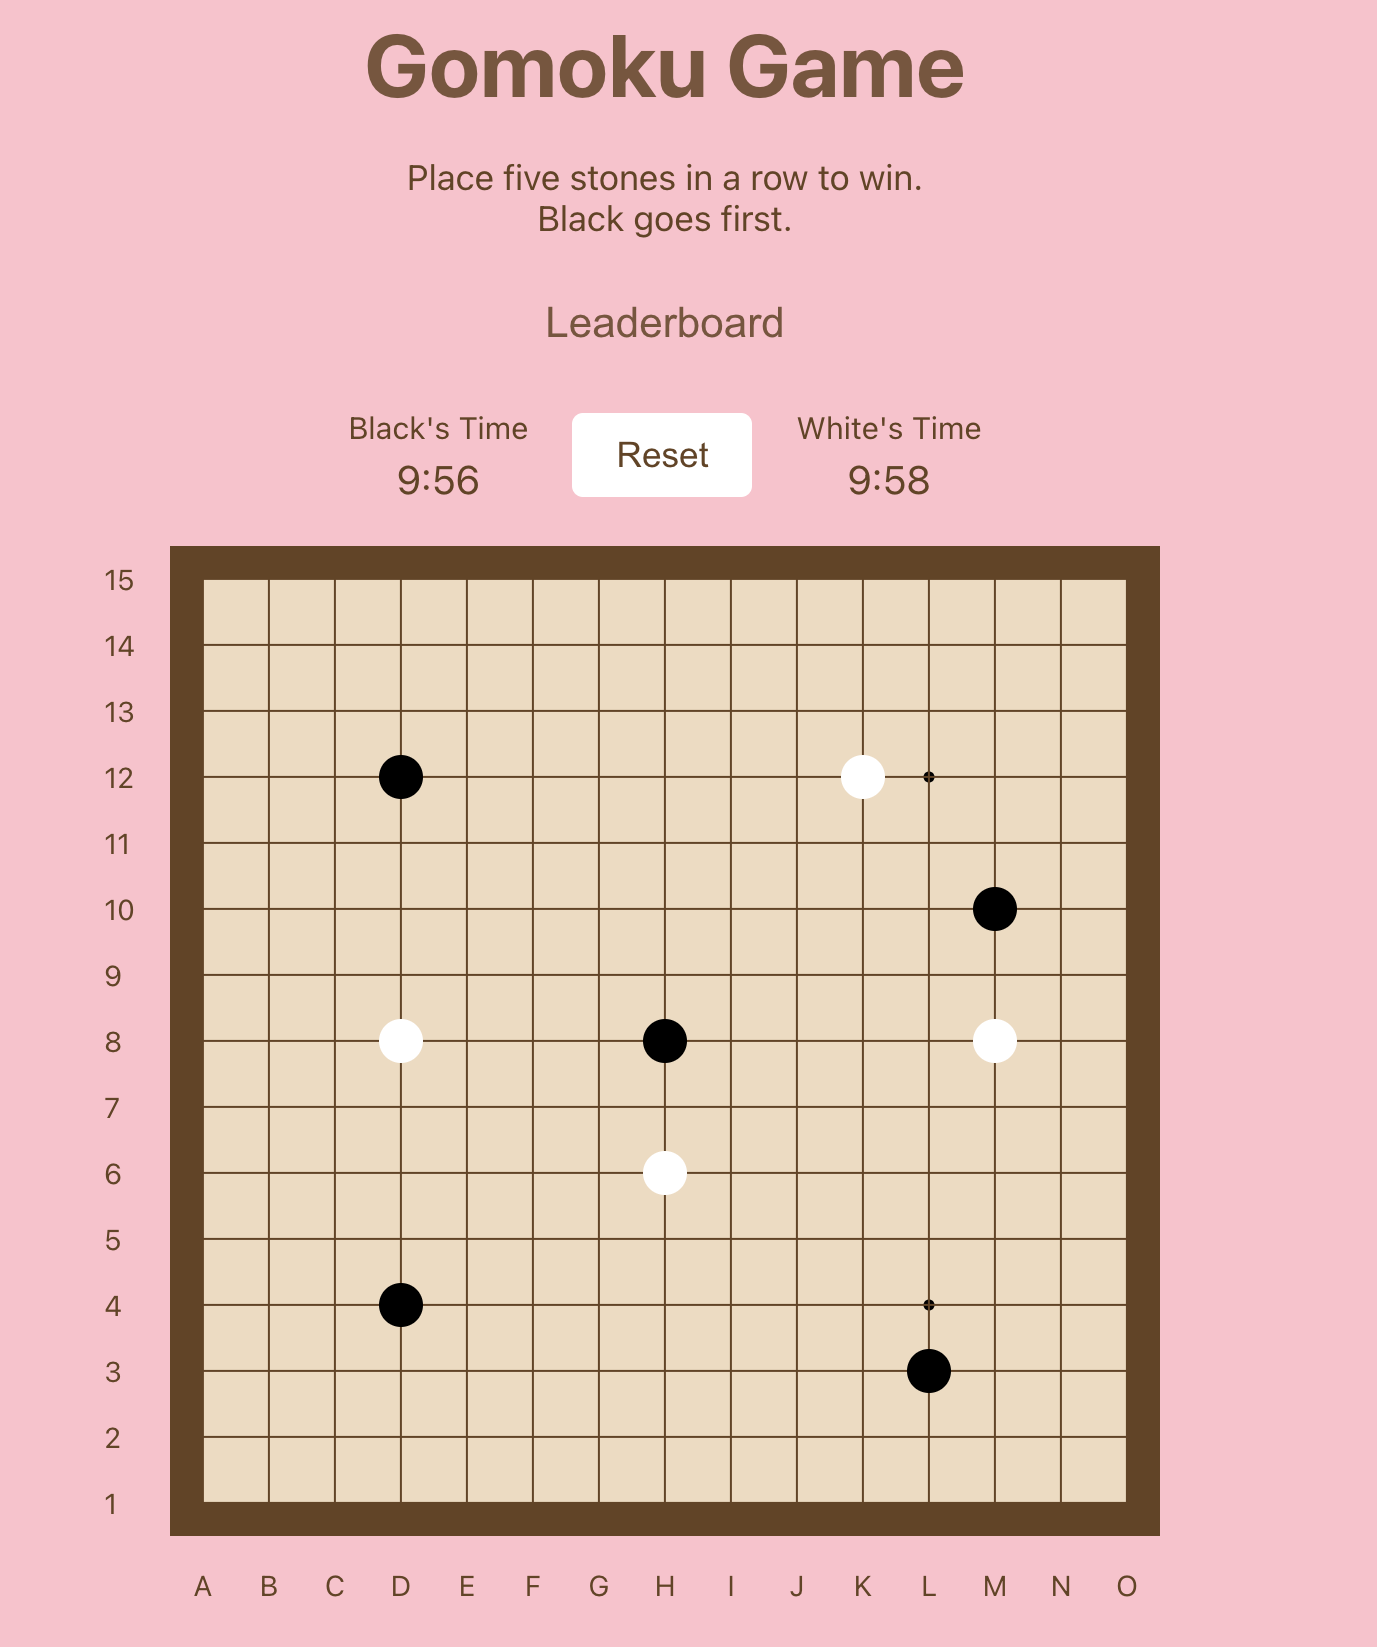 Gomoku Game
Place five stones in a row to win.
Black goes first.
Leaderboard
Black's Time
9:56
Reset
White's Time
9:58
15
14
13
12
11
10
9
8
7
6
5
4
3
2
1
A B C D E F G H I J K L M N O